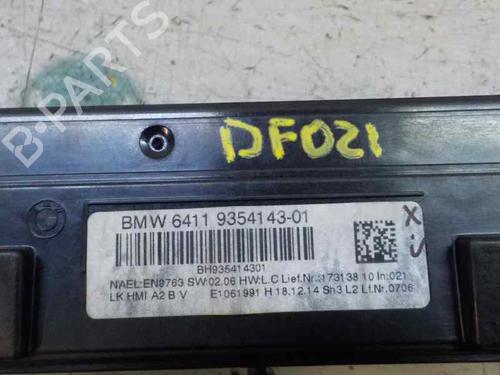 B-PARTS
DF021
BMW 6411 9354143-01
BH935414301
NAEL:EN9763 SW:02.06 HW:L.C Lief.Nr.:173138 10 In:021
LK HMI A2 B V E1061991 H 18.12.14 Sh3 L2 Lf.Nr.0706